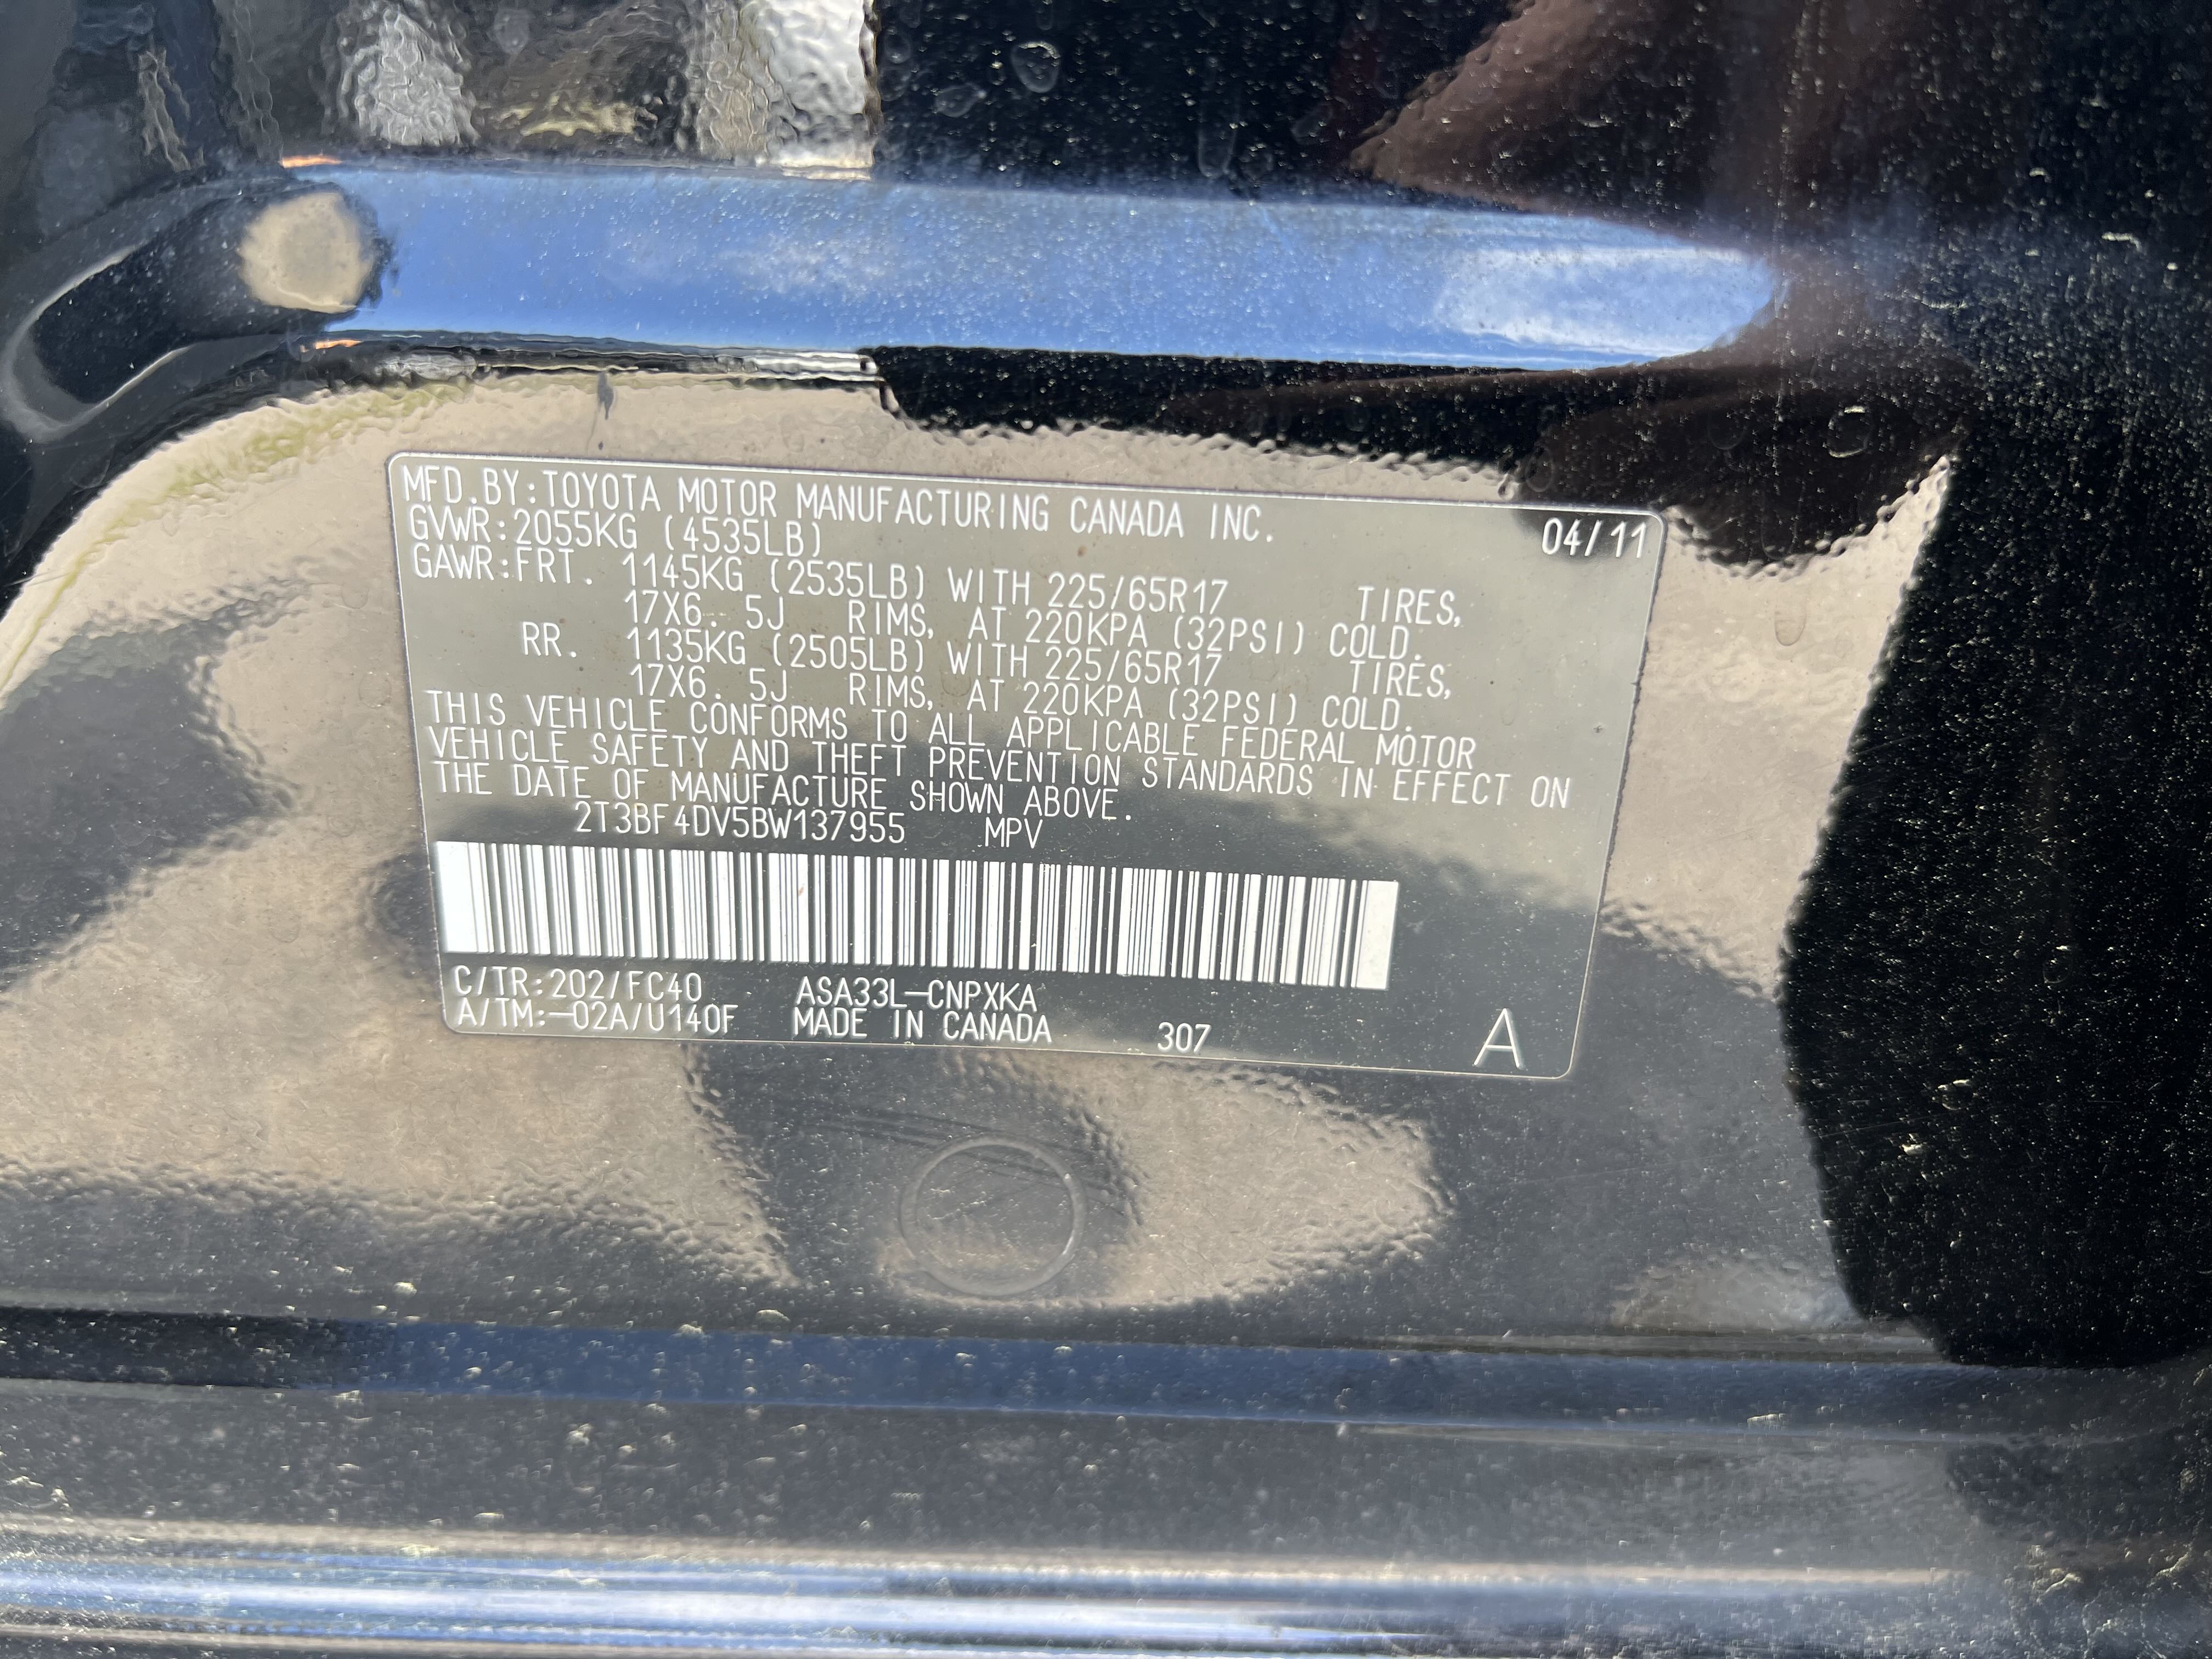 MFD.BY:TOYOTA MOTOR MANUFACTURING CANADA INC. 04/11
GVWR:2055KG (4535LB)
GAWR:FRT. 1145KG (2535LB) WITH 225/65R17 TIRES,
17X6. 5J RIMS, AT 220KPA (32PSI) COLD.
RR. 1135KG (2505LB) WITH 225/65R17 TIRES,
17X6. 5J RIMS, AT 220KPA (32PSI) COLD.
THIS VEHICLE CONFORMS TO ALL APPLICABLE FEDERAL MOTOR
VEHICLE SAFETY AND THEFT PREVENTION STANDARDS IN EFFECT ON
THE DATE OF MANUFACTURE SHOWN ABOVE.
2T3BF4DV5BW137955 MPV
C/TR:202/FC40 ASA33L-CNPXKA
A/TM:-02A/U140F MADE IN CANADA 307 A